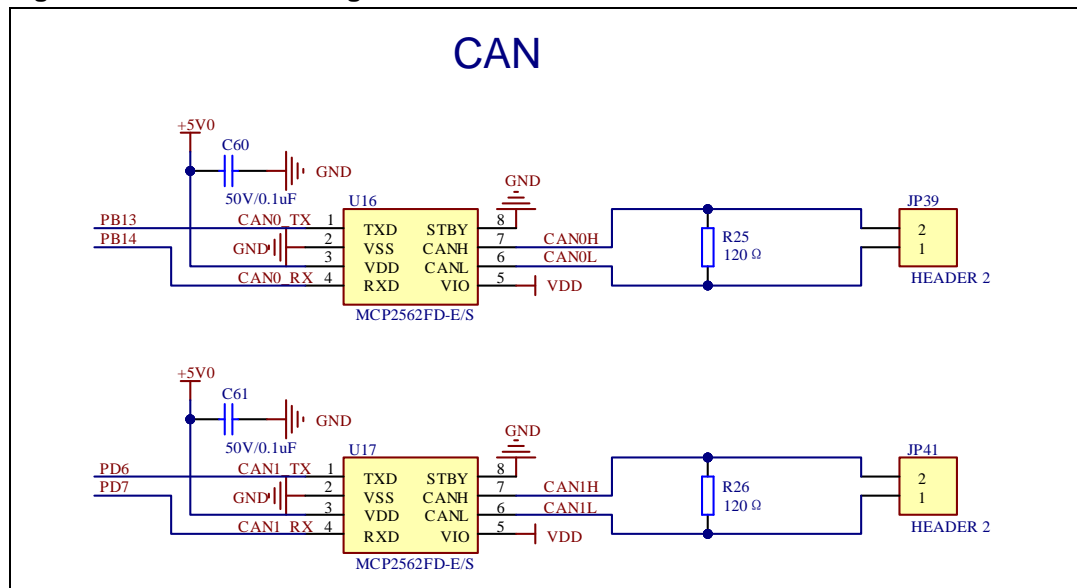 CAN
+5V0
C60
GND
50V/0.1uF
U16
GND
JP39
PB13
CAN0_TX
1
TXD
STBY
8
2
PB14
GND
2
VSS
CANH
7
CAN0H
R25
1
3
VDD
CANL
6
CAN0L
120 Ω
CAN0_RX
4
RXD
VIO
5
VDD
HEADER 2
MCP2562FD-E/S
+5V0
C61
GND
50V/0.1uF
U17
GND
JP41
PD6
CAN1_TX
1
TXD
STBY
8
2
PD7
GND
2
VSS
CANH
7
CAN1H
R26
1
3
VDD
CANL
6
CAN1L
120 Ω
CAN1_RX
4
RXD
VIO
5
VDD
HEADER 2
MCP2562FD-E/S